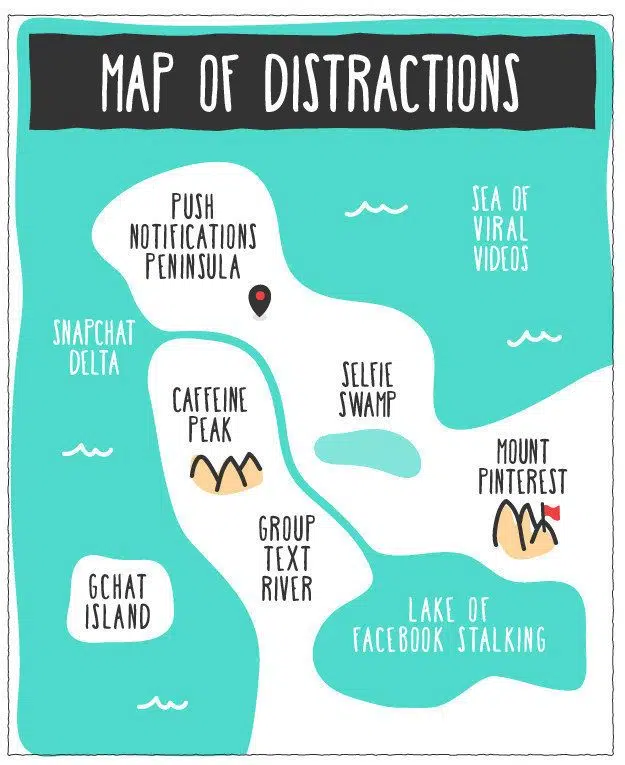 MAP OF DISTRACTIONS
PUSH
NOTIFICATIONS
PENINSULA
SEA OF
VIRAL
VIDEOS
SNAPCHAT
DELTA
CAFFEINE
PEAK
SELFIE
SWAMP
MOUNT
PINTEREST
GROUP
TEXT
RIVER
GCHAT
ISLAND
LAKE OF
FACEBOOK STALKING